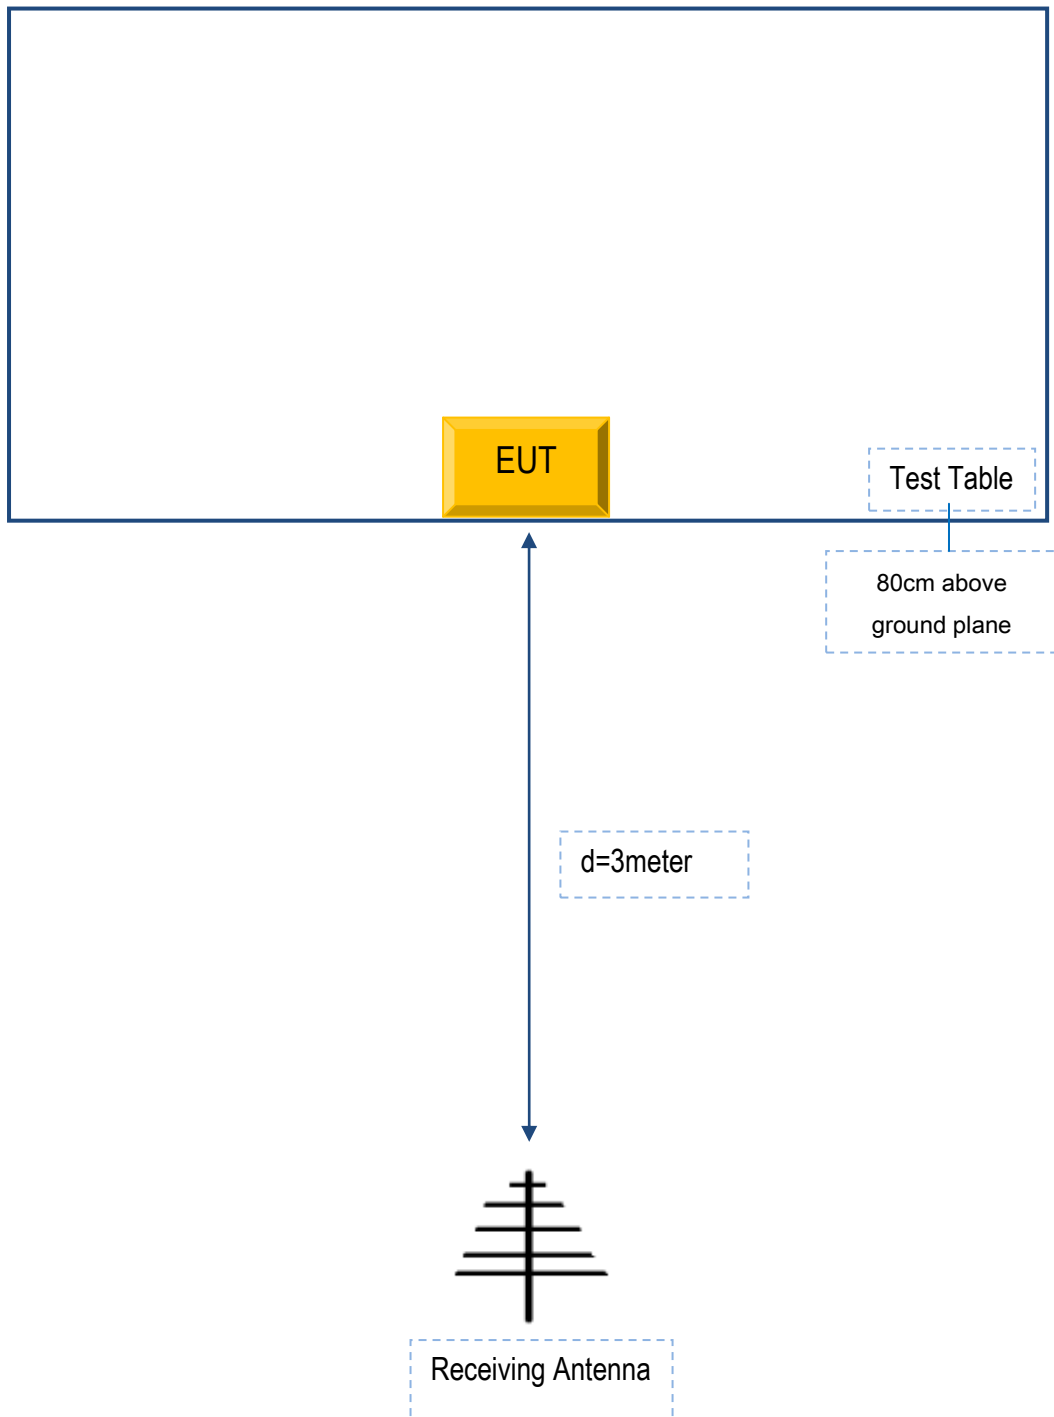 EUT
Test Table
80cm above
ground plane
d=3meter
Receiving Antenna